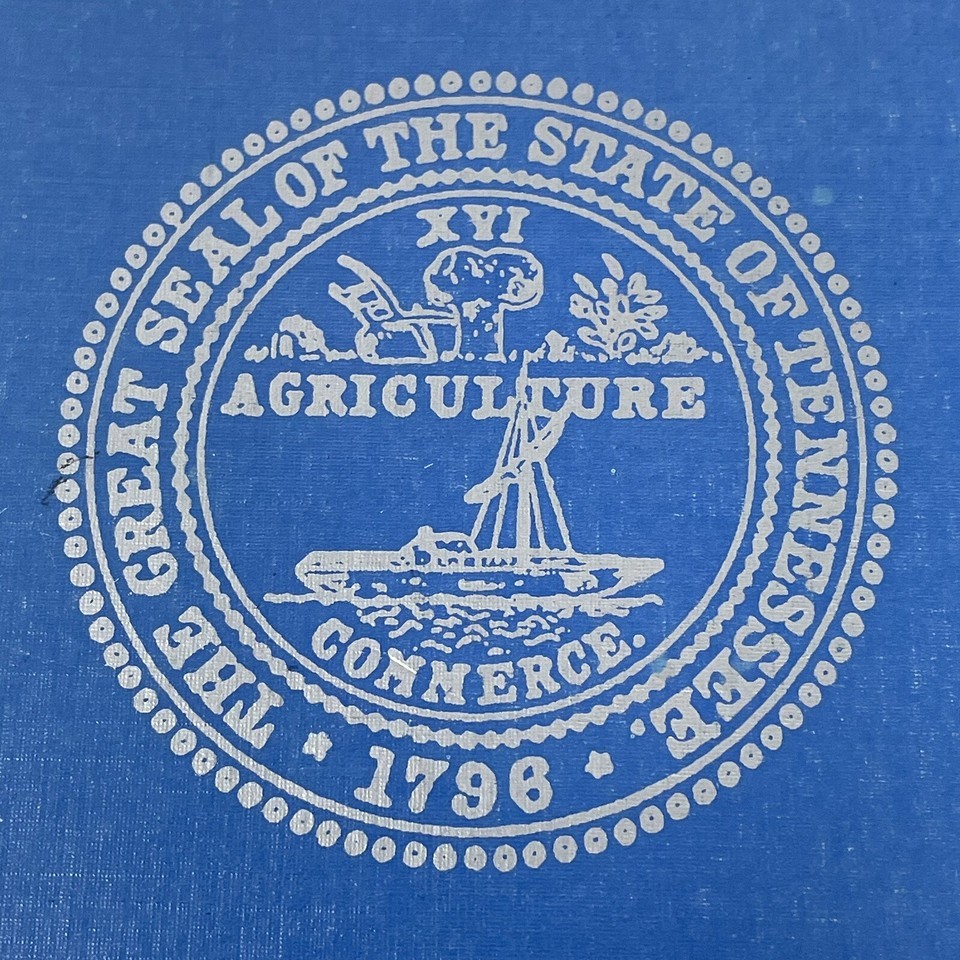 THE GREAT SEAL OF THE STATE OF TENNESSEE
XVI
AGRICULTURE
COMMERCE.
1796